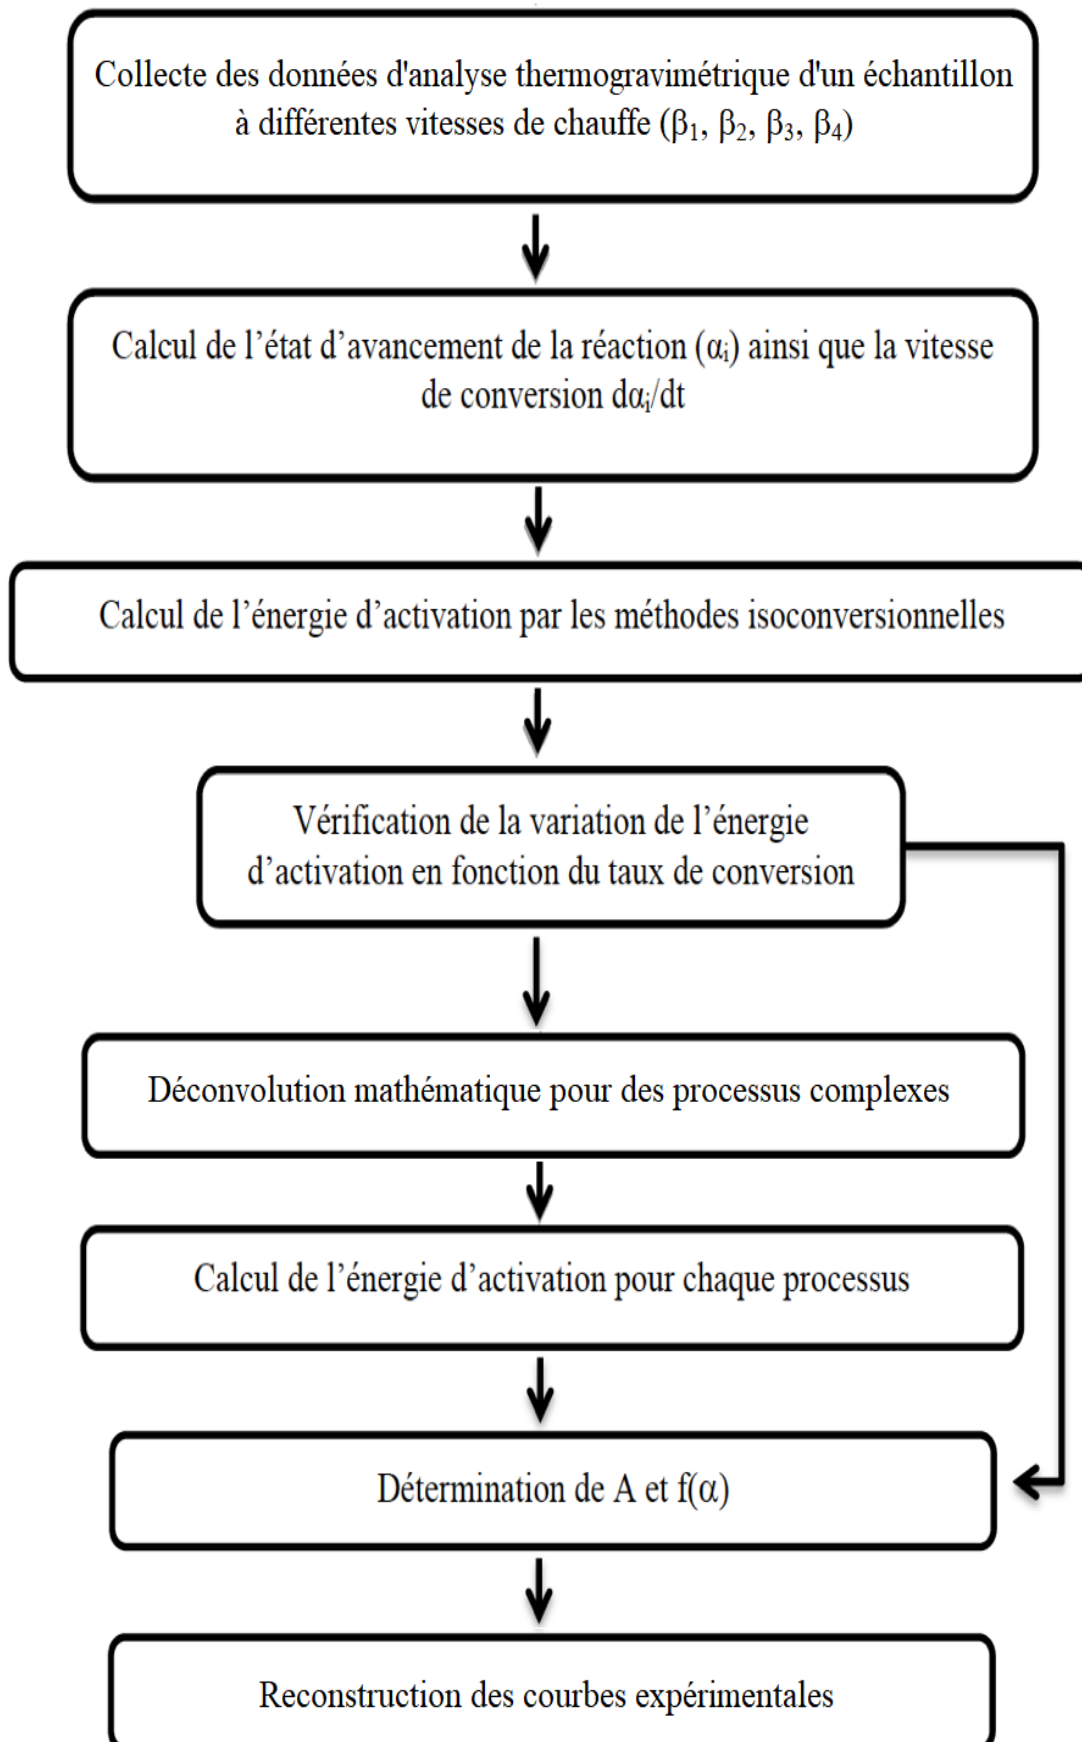 Collecte des données d'analyse thermogravimétrique d'un échantillon
à différentes vitesses de chauffe (β₁, β₂, β₃, β₄)
Calcul de l’état d’avancement de la réaction (αᵢ) ainsi que la vitesse
de conversion dαᵢ/dt
Calcul de l’énergie d’activation par les méthodes isoconversionnelles
Vérification de la variation de l’énergie
d’activation en fonction du taux de conversion
Déconvolution mathématique pour des processus complexes
Calcul de l’énergie d’activation pour chaque processus
Détermination de A et f(α)
Reconstruction des courbes expérimentales